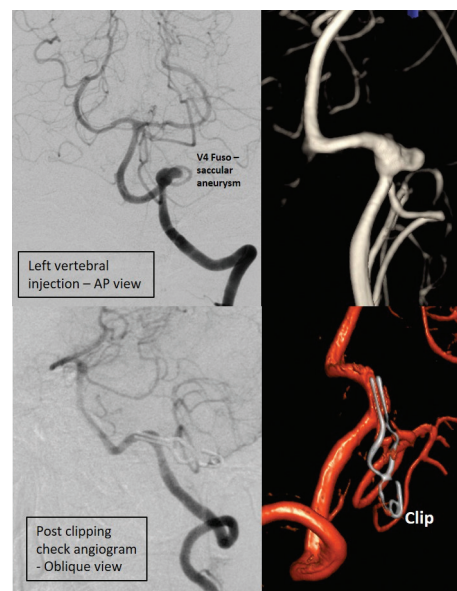 V4 Fuso –
saccular
aneurysm
Left vertebral
injection – AP view
Post clipping
check angiogram
- Oblique view
Clip